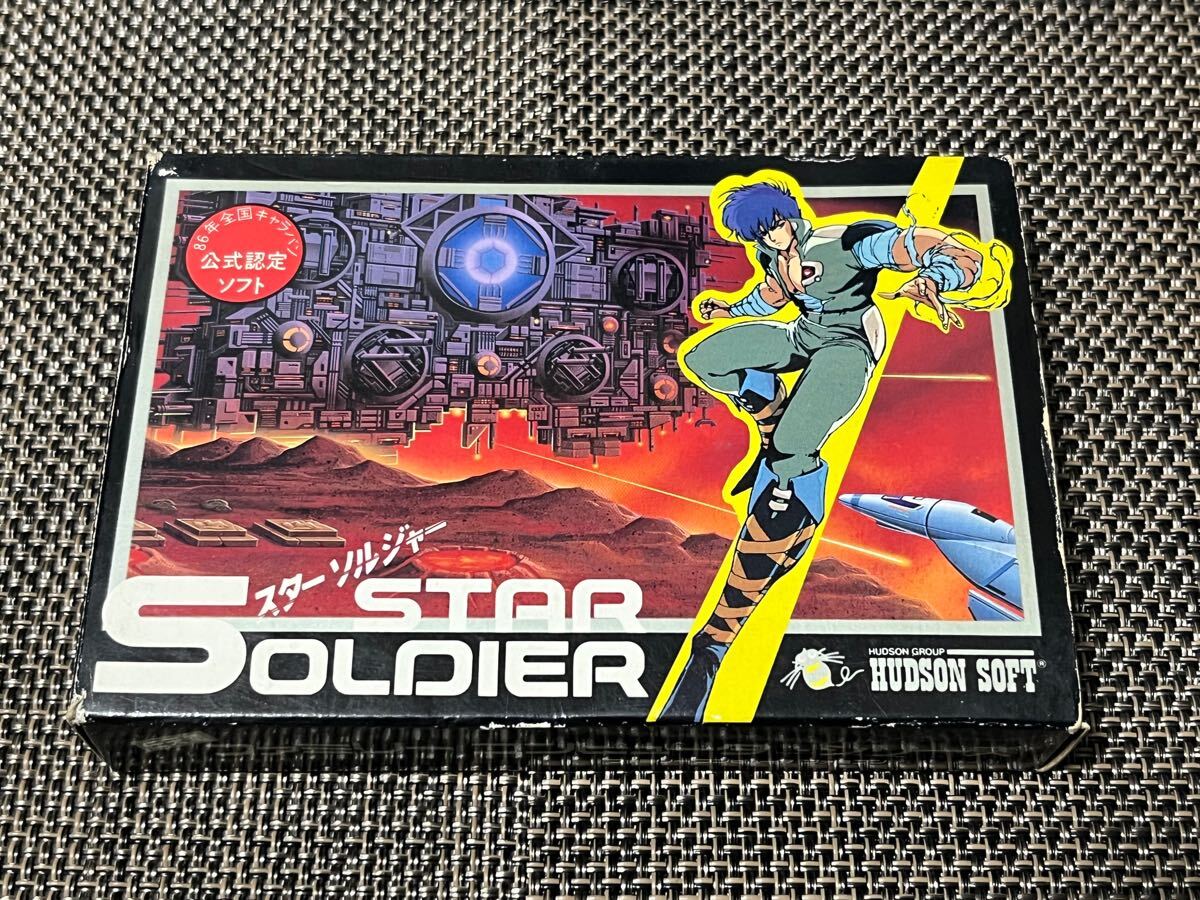 '86年全国キャラバン
公式認定
ソフト
スターソルジャー
STAR
SOLDIER
HUDSON GROUP
HUDSON SOFT®